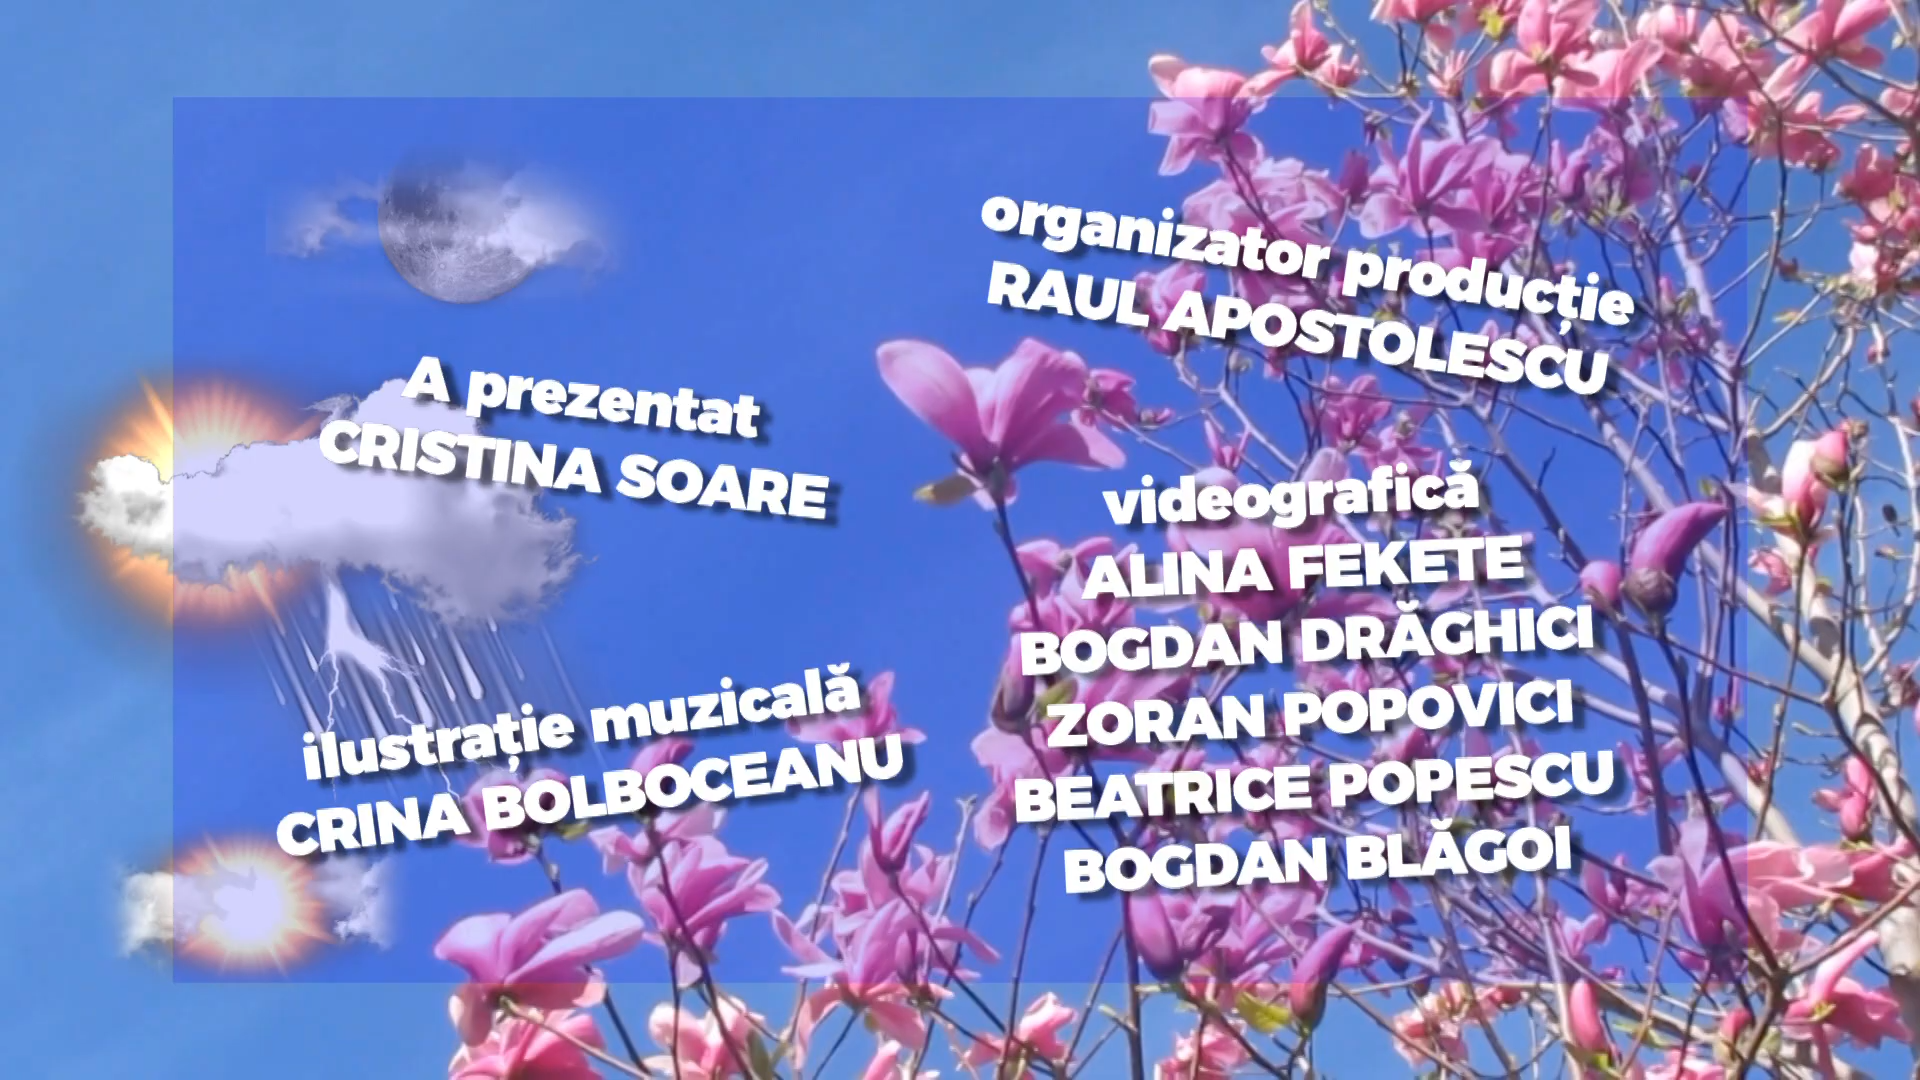 A prezentat
CRISTINA SOARE
ilustrație muzicală
CRINA BOLBOCEANU
organizator producție
RAUL APOSTOLESCU
videografică
ALINA FEKETE
BOGDAN DRĂGHICI
ZORAN POPOVICI
BEATRICE POPESCU
BOGDAN BLĂGOI